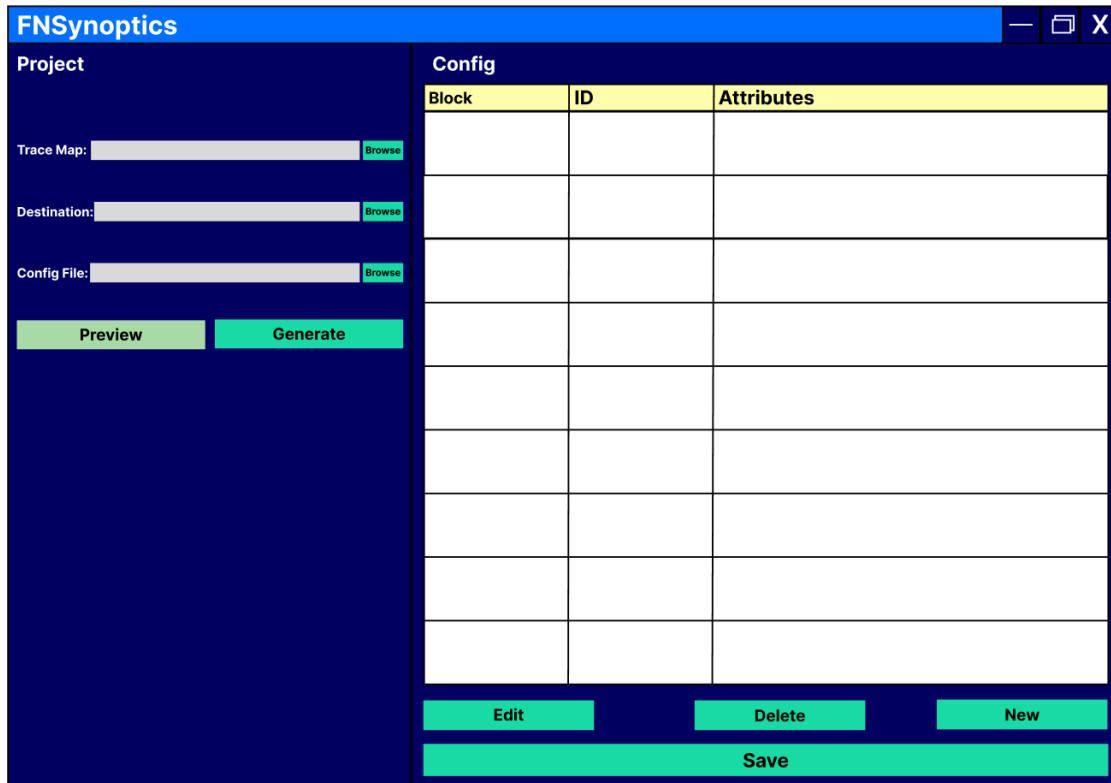 FNSynoptics
X
Project
Trace Map:
Browse
Destination:
Browse
Config File:
Browse
Preview
Generate
Config
Block
ID
Attributes
Edit
Delete
New
Save